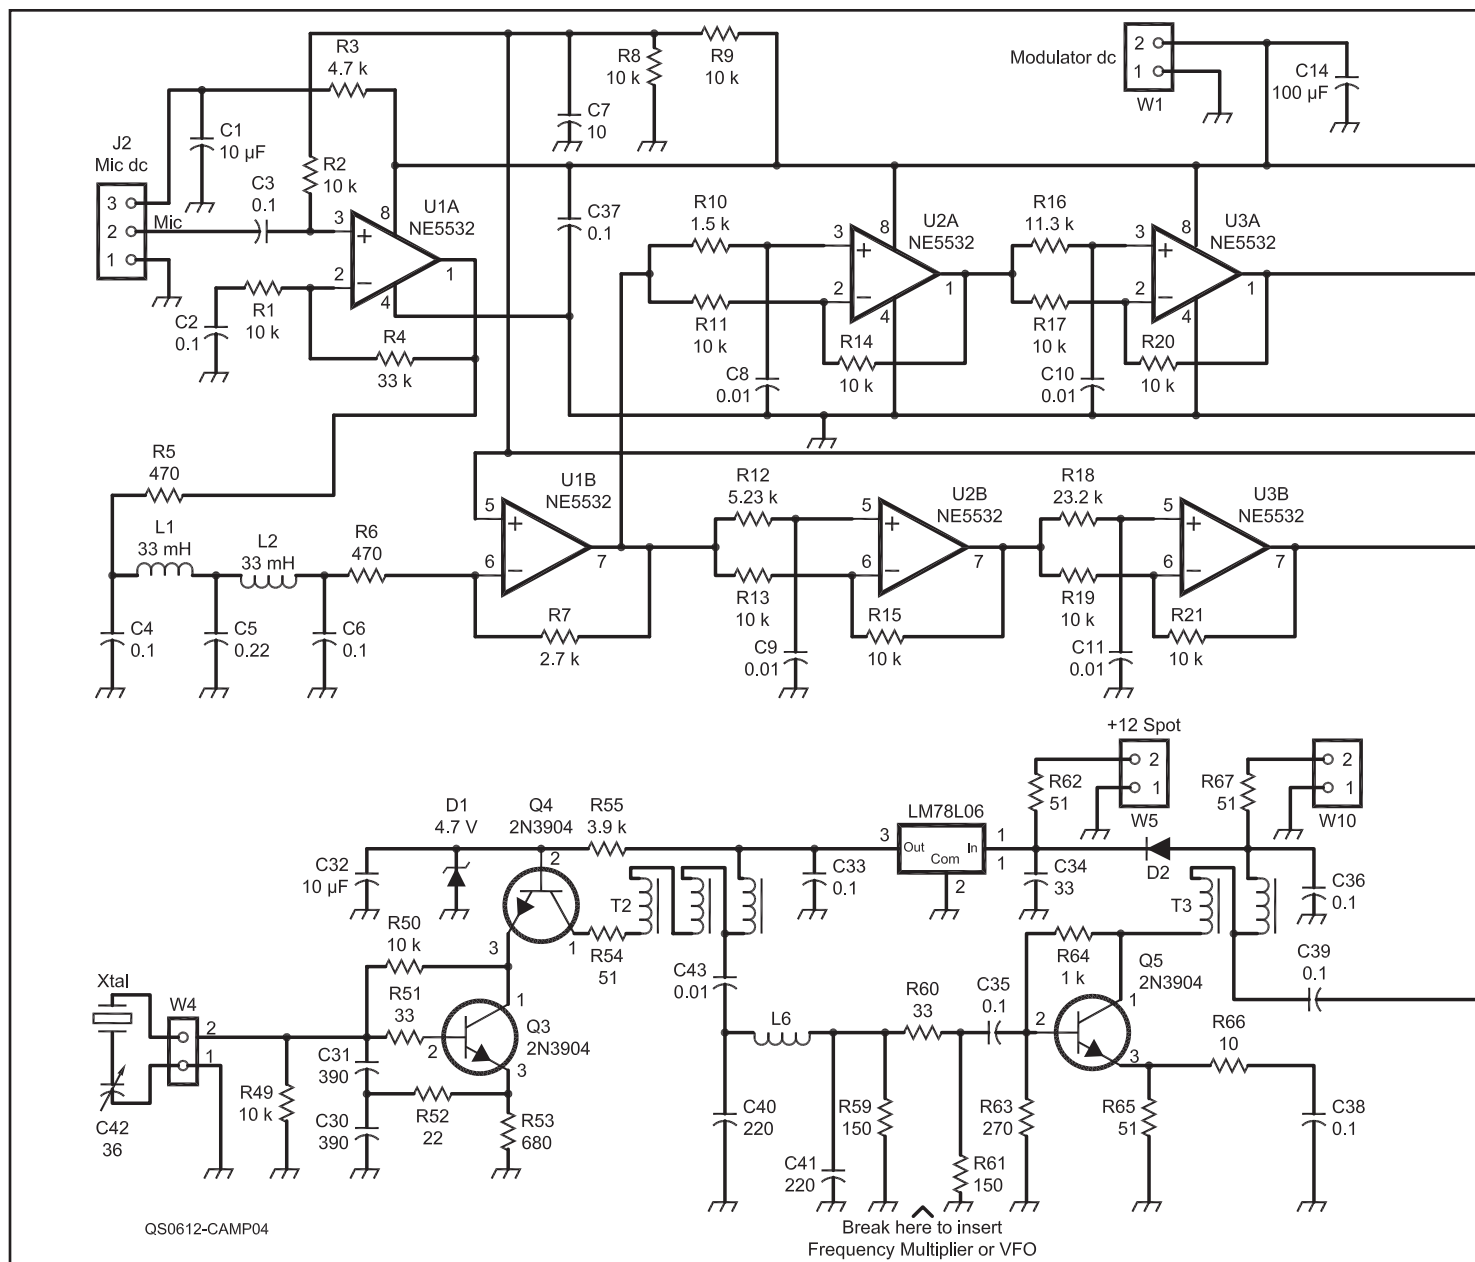 R3
4.7 k
R8
10 k
R9
10 k
Modulator dc
2
1
W1
C14
100 µF
J2
Mic dc
C1
10 µF
C7
10
R2
10 k
C3
0.1
3
2
1
Mic
3
2
8
4
1
U1A
NE5532
C37
0.1
R10
1.5 k
3
2
8
4
1
U2A
NE5532
R16
11.3 k
3
2
8
4
1
U3A
NE5532
C2
0.1
R1
10 k
R4
33 k
R11
10 k
R14
10 k
C8
0.01
R17
10 k
R20
10 k
C10
0.01
R5
470
L1
33 mH
L2
33 mH
R6
470
5
6
7
U1B
NE5532
R12
5.23 k
5
6
7
U2B
NE5532
R18
23.2 k
5
6
7
U3B
NE5532
C4
0.1
C5
0.22
C6
0.1
R7
2.7 k
R13
10 k
R15
10 k
C9
0.01
R19
10 k
R21
10 k
C11
0.01
+12 Spot
2
1
W5
R62
51
R67
51
2
1
W10
D1
4.7 V
Q4
2N3904
R55
3.9 k
LM78L06
3
Out
In
Com
1
1
2
C32
10 µF
2
3
1
T2
C33
0.1
C34
33
D2
T3
C36
0.1
R50
10 k
R54
51
C43
0.01
R64
1 k
Q5
2N3904
C39
0.1
Xtal
W4
2
1
R51
33
1
2
3
Q3
2N3904
L6
R60
33
C35
0.1
2
1
3
R66
10
C42
36
R49
10 k
C31
390
C30
390
R52
22
R53
680
C40
220
C41
220
R59
150
R61
150
R63
270
R65
51
C38
0.1
QS0612-CAMP04
Break here to insert
Frequency Multiplier or VFO